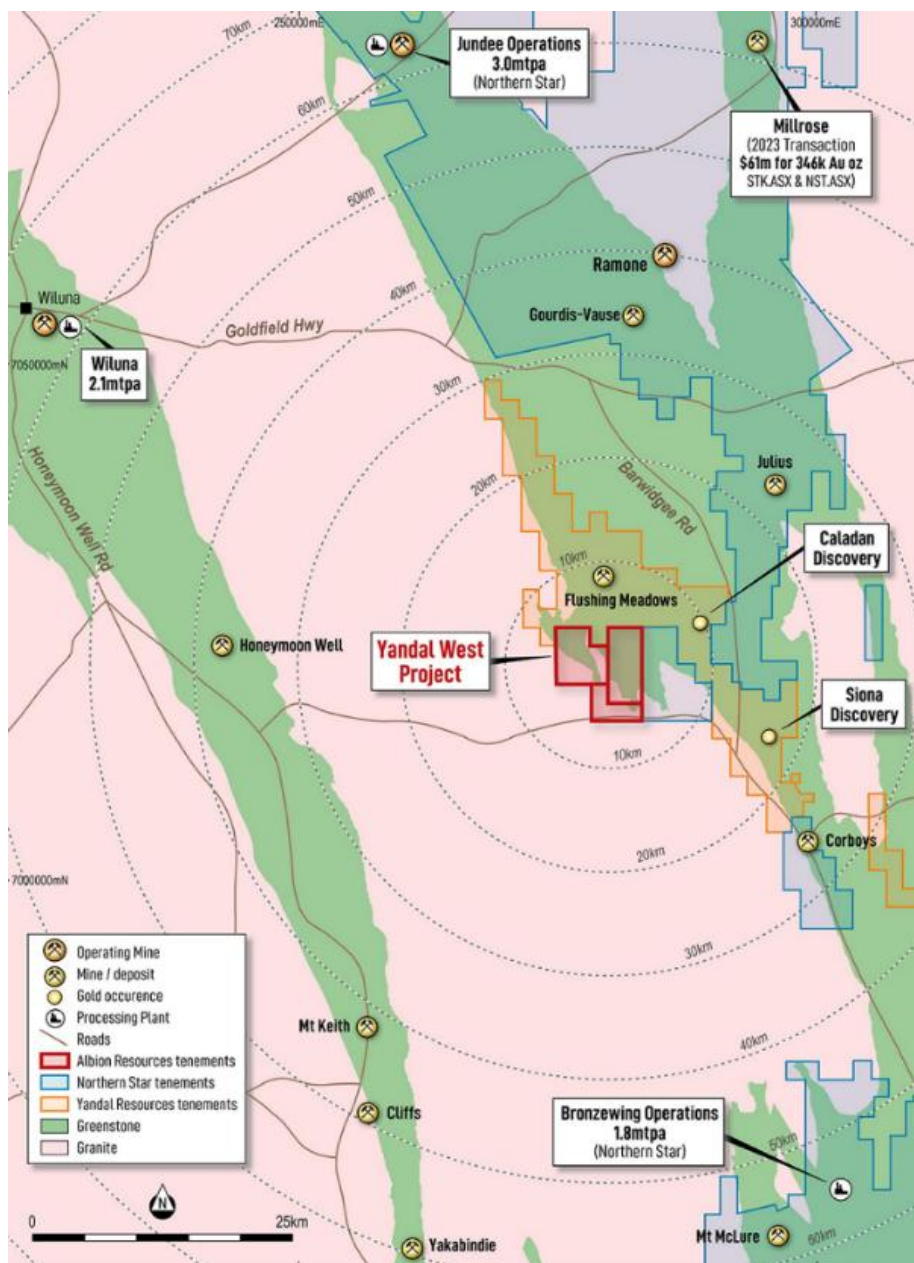 250000mE
300000mE
70km
Jundee Operations
3.0mtpa
(Northern Star)
Millrose
(2023 Transaction
$61m for 346k Au oz
STK.ASX & NST.ASX)
60km
50km
Ramone
Wiluna
40km
Gourdis-Vause
Goldfield Hwy
7050000mN
Wiluna
2.1mtpa
30km
Honeymoon Well Rd
20km
Barwidgee Rd
Julius
Caladan
Discovery
10km
Flushing Meadows
Honeymoon Well
Yandal West
Project
Siona
Discovery
10km
Corboys
20km
7000000mN
30km
Operating Mine
Mine / deposit
Gold occurence
Processing Plant
Roads
Albion Resources tenements
Northern Star tenements
Yandal Resources tenements
Greenstone
Granite
Mt Keith
40km
Cliffs
Bronzewing Operations
1.8mtpa
(Northern Star)
50km
N
0
25km
Yakabindie
Mt McLure
60km